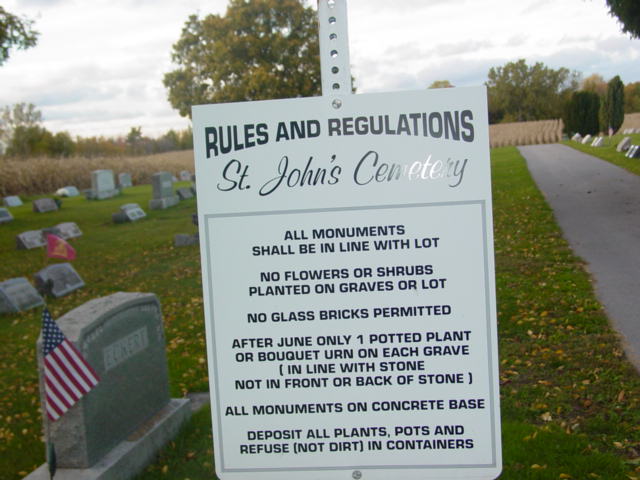 RULES AND REGULATIONS
St. John's Cemetery
ALL MONUMENTS
SHALL BE IN LINE WITH LOT
NO FLOWERS OR SHRUBS
PLANTED ON GRAVES OR LOT
NO GLASS BRICKS PERMITTED
AFTER JUNE ONLY 1 POTTED PLANT
OR BOUQUET URN ON EACH GRAVE
( IN LINE WITH STONE
NOT IN FRONT OR BACK OF STONE )
ALL MONUMENTS ON CONCRETE BASE
DEPOSIT ALL PLANTS, POTS AND
REFUSE (NOT DIRT) IN CONTAINERS
ECKERT